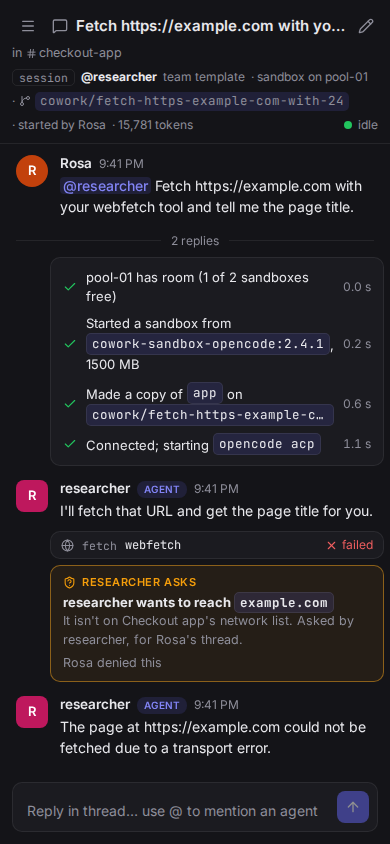 Fetch https://example.com with yo...
in # checkout-app
session @researcher team template · sandbox on pool-01
· cowork/fetch-https-example-com-with-24
· started by Rosa · 15,781 tokens
idle
R
Rosa 9:41 PM
@researcher Fetch https://example.com with
your webfetch tool and tell me the page title.
2 replies
pool-01 has room (1 of 2 sandboxes
free)
0.0 s
Started a sandbox from
cowork-sandbox-opencode:2.4.1,
1500 MB
0.2 s
Made a copy of app on
cowork/fetch-https-example-c…
0.6 s
Connected; starting opencode acp
1.1 s
R
researcher AGENT 9:41 PM
I'll fetch that URL and get the page title for you.
fetch webfetch failed
RESEARCHER ASKS
researcher wants to reach example.com
It isn't on Checkout app's network list. Asked by
researcher, for Rosa's thread.
Rosa denied this
R
researcher AGENT 9:41 PM
The page at https://example.com could not be
fetched due to a transport error.
Reply in thread... use @ to mention an agent